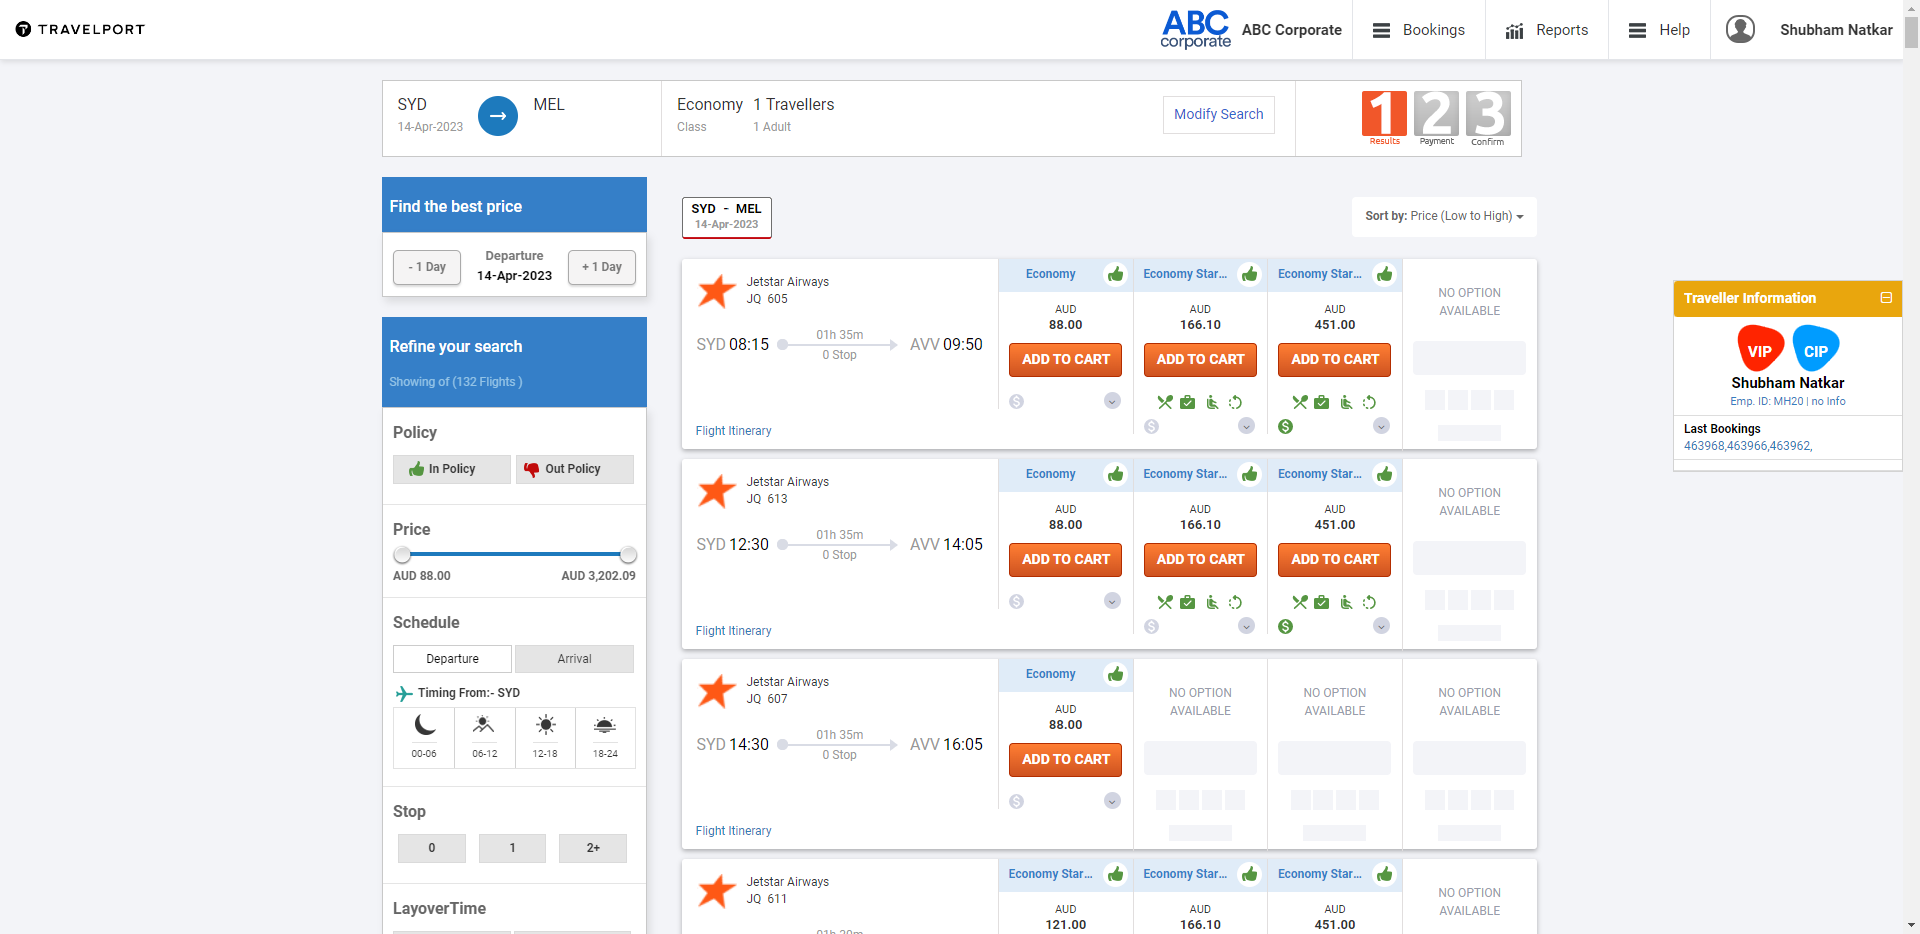 TRAVELPORT
ABC
corporate
ABC Corporate
Bookings
Reports
Help
Shubham Natkar
SYD
14-Apr-2023
MEL
Economy
Class
1 Travellers
1 Adult
Modify Search
1
Results
2
Payment
3
Confirm
Find the best price
- 1 Day
Departure
14-Apr-2023
+ 1 Day
Refine your search
Showing of (132 Flights )
Policy
In Policy
Out Policy
Price
AUD 88.00
AUD 3,202.09
Schedule
Departure
Arrival
Timing From:- SYD
00-06
06-12
12-18
18-24
Stop
0
1
2+
LayoverTime
SYD - MEL
14-Apr-2023
Sort by: Price (Low to High)
Jetstar Airways
JQ 605
SYD 08:15
01h 35m
0 Stop
AVV 09:50
Flight Itinerary
Economy
AUD
88.00
ADD TO CART
Economy Star...
AUD
166.10
ADD TO CART
Economy Star...
AUD
451.00
ADD TO CART
NO OPTION
AVAILABLE
Jetstar Airways
JQ 613
SYD 12:30
01h 35m
0 Stop
AVV 14:05
Flight Itinerary
Economy
AUD
88.00
ADD TO CART
Economy Star...
AUD
166.10
ADD TO CART
Economy Star...
AUD
451.00
ADD TO CART
NO OPTION
AVAILABLE
Jetstar Airways
JQ 607
SYD 14:30
01h 35m
0 Stop
AVV 16:05
Flight Itinerary
Economy
AUD
88.00
ADD TO CART
NO OPTION
AVAILABLE
NO OPTION
AVAILABLE
NO OPTION
AVAILABLE
Jetstar Airways
JQ 611
Economy Star...
AUD
121.00
Economy Star...
AUD
166.10
Economy Star...
AUD
451.00
NO OPTION
AVAILABLE
Traveller Information
VIP
CIP
Shubham Natkar
Emp. ID: MH20 | no Info
Last Bookings
463968,463966,463962,